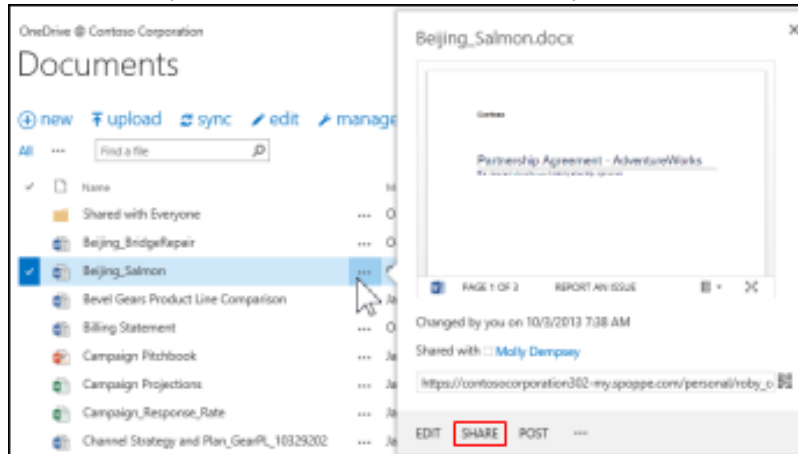 OneDrive @ Contoso Corporation
Documents
new upload sync edit manage
All ... Find a file
Name
Shared with Everyone ...
Beijing_BridgeRepair ...
Beijing_Salmon ...
Bevel Gears Product Line Comparison
Billing Statement ...
Campaign Pitchbook ...
Campaign Projections ...
Campaign_Response_Rate ...
Channel Strategy and Plan_GearPL_10329202 ...
Beijing_Salmon.docx
Contoso
Partnership Agreement - AdventureWorks
PAGE 1 OF 3 REPORT AN ISSUE
Changed by you on 10/3/2013 7:38 AM
Shared with Molly Dempsey
https://contosocorporation302-my.spoppe.com/personal/roby_c
EDIT SHARE POST ...